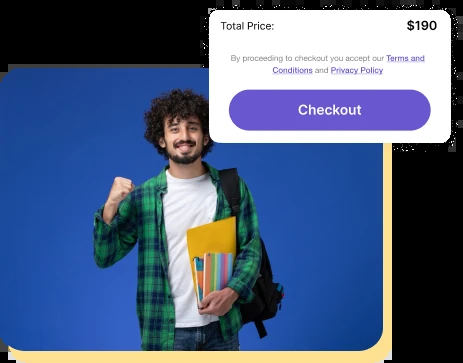 Total Price: $190
By proceeding to checkout you accept our Terms and
Conditions and Privacy Policy
Checkout